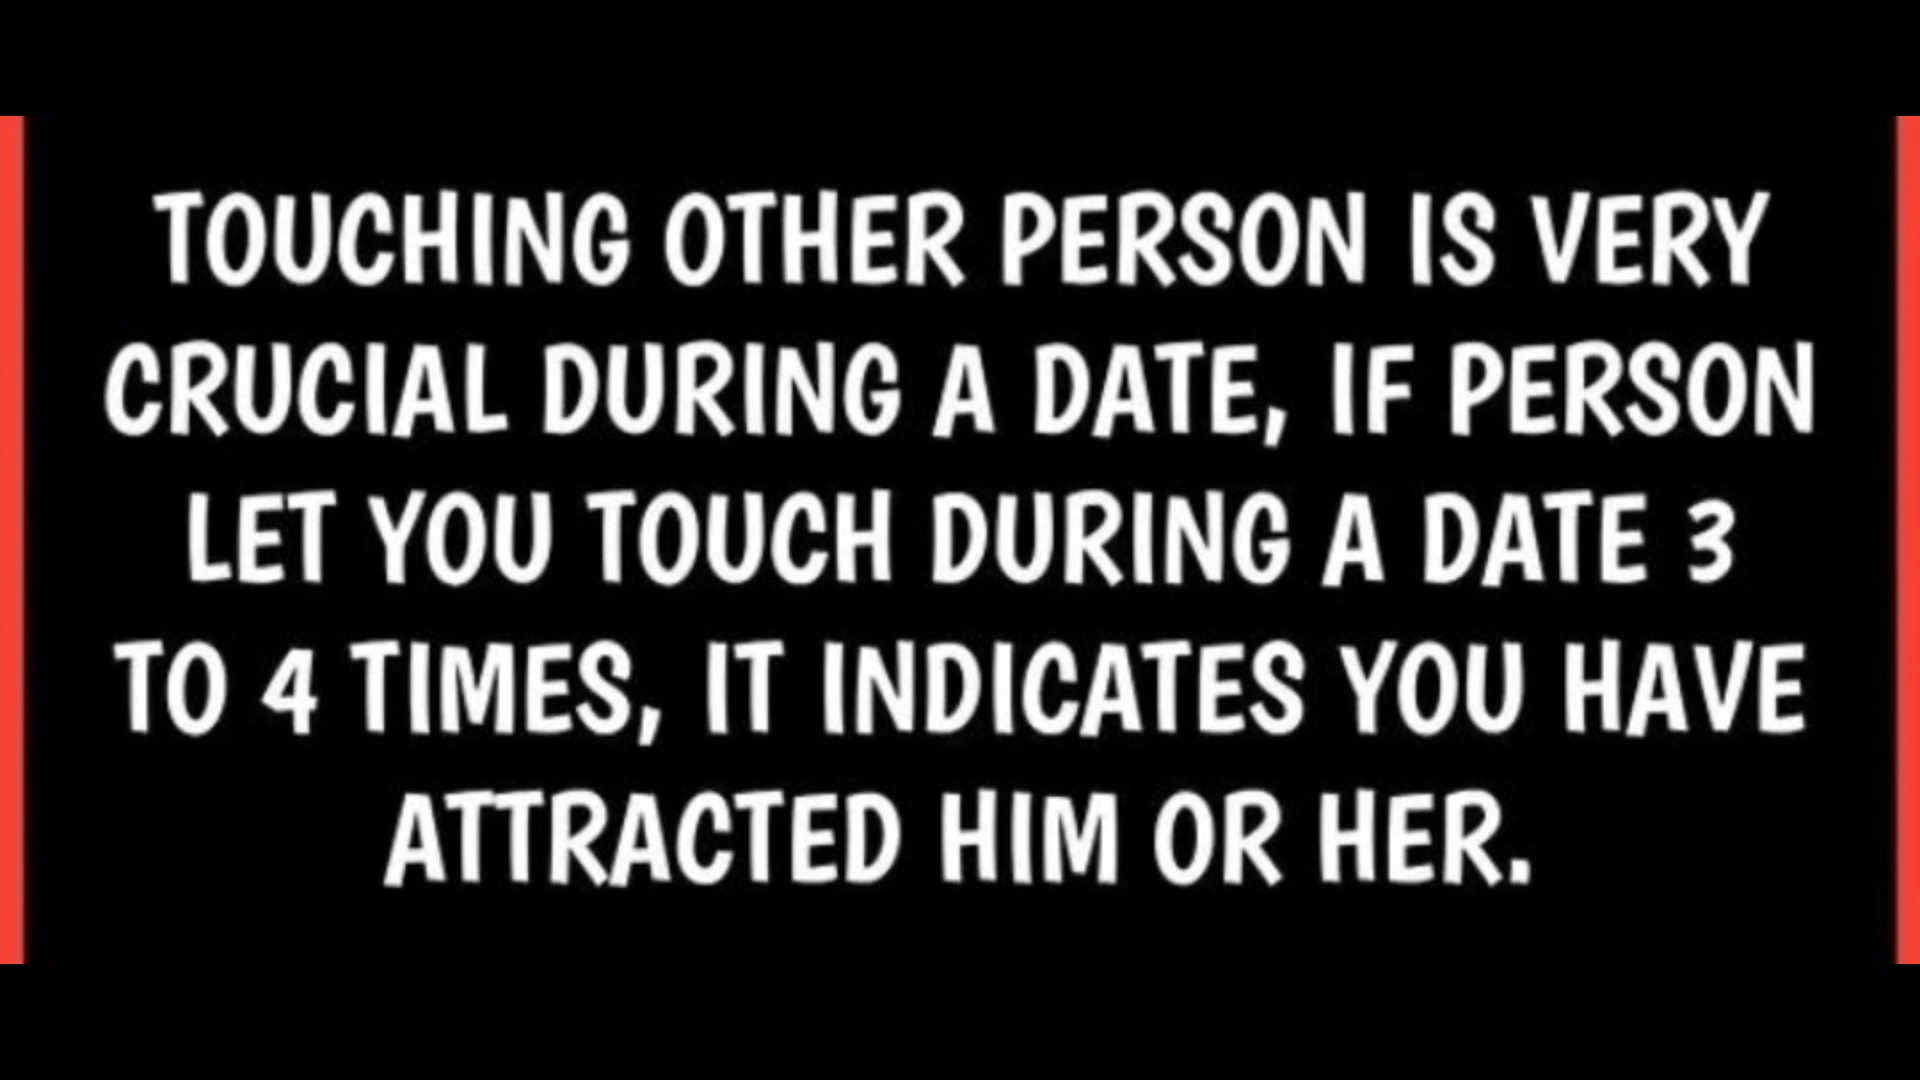 TOUCHING OTHER PERSON IS VERY
CRUCIAL DURING A DATE, IF PERSON
LET YOU TOUCH DURING A DATE 3
TO 4 TIMES, IT INDICATES YOU HAVE
ATTRACTED HIM OR HER.